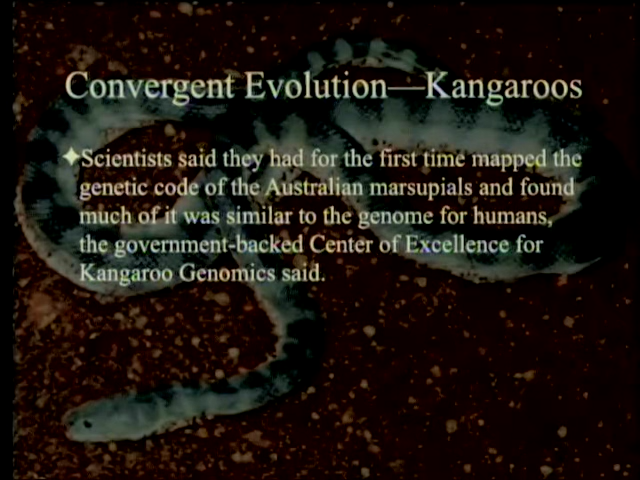 Convergent Evolution—Kangaroos
✦Scientists said they had for the first time mapped the
genetic code of the Australian marsupials and found
much of it was similar to the genome for humans,
the government-backed Center of Excellence for
Kangaroo Genomics said.